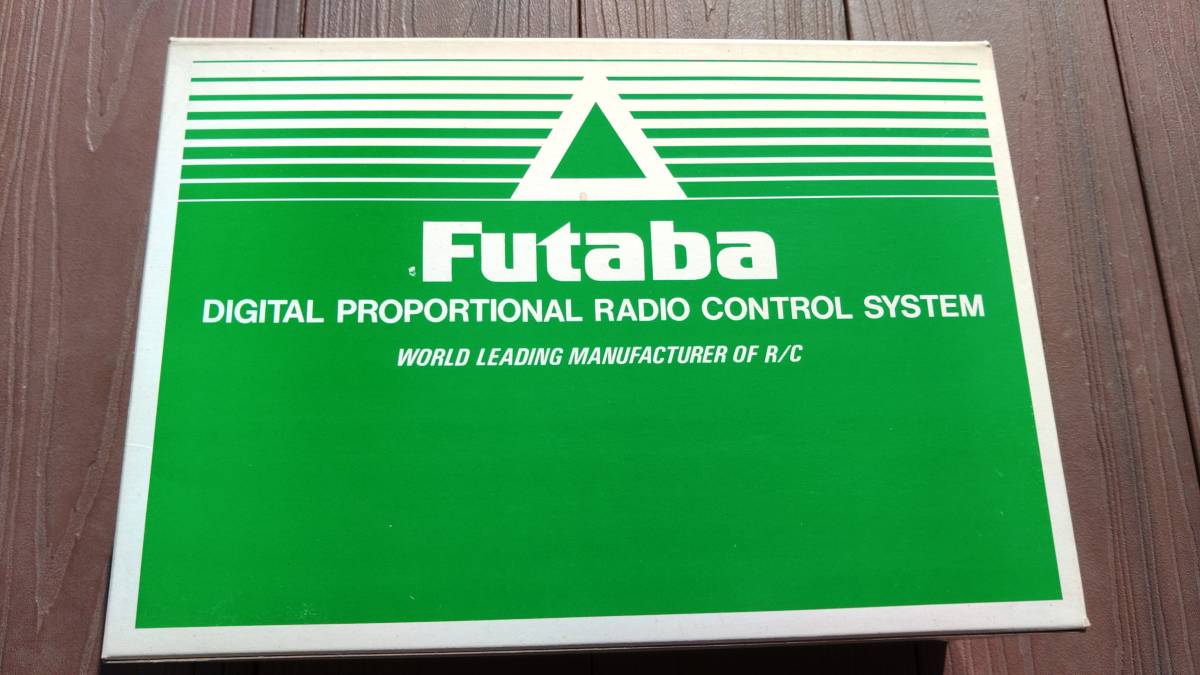 Futaba
DIGITAL PROPORTIONAL RADIO CONTROL SYSTEM
WORLD LEADING MANUFACTURER OF R/C